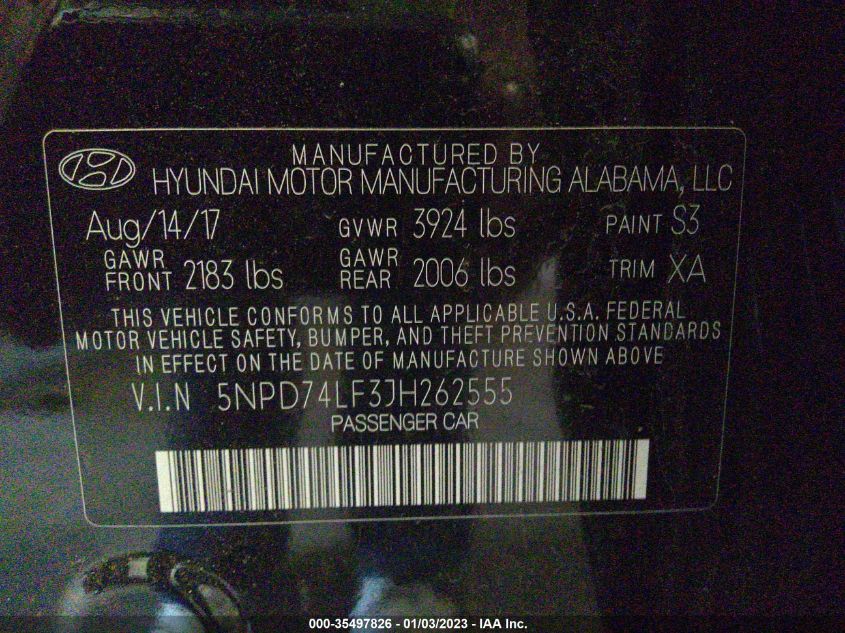 MANUFACTURED BY
HYUNDAI MOTOR MANUFACTURING ALABAMA, LLC
Aug/14/17 GVWR 3924 lbs PAINT S3
GAWR FRONT 2183 lbs GAWR REAR 2006 lbs TRIM XA
THIS VEHICLE CONFORMS TO ALL APPLICABLE U.S.A. FEDERAL
MOTOR VEHICLE SAFETY, BUMPER, AND THEFT PREVENTION STANDARDS
IN EFFECT ON THE DATE OF MANUFACTURE SHOWN ABOVE
V.I.N 5NPD74LF3JH262555
PASSENGER CAR
000-35497826 - 01/03/2023 - IAA Inc.